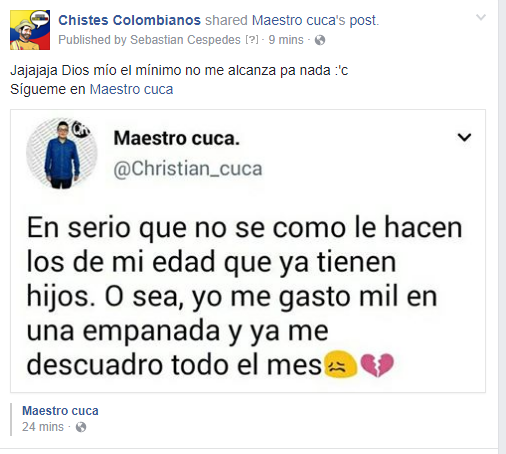 Chistes Colombianos shared Maestro cuca's post.
Published by Sebastian Cespedes [?] · 9 mins ·
Jajajaja Dios mío el mínimo no me alcanza pa nada :'c
Sígueme en Maestro cuca
Maestro cuca.
@Christian_cuca
En serio que no se como le hacen
los de mi edad que ya tienen
hijos. O sea, yo me gasto mil en
una empanada y ya me
descuadro todo el mes😖💔
Maestro cuca
24 mins ·